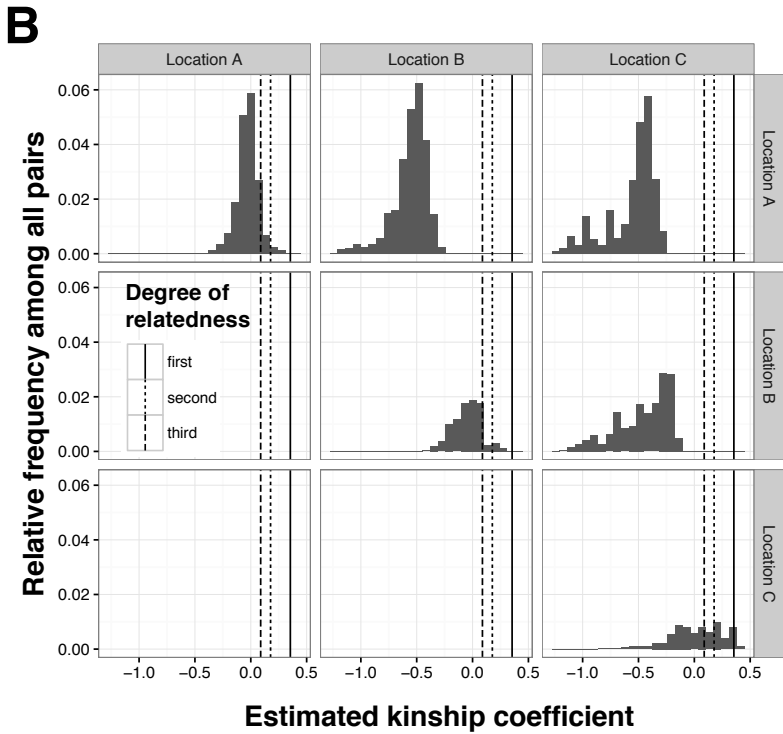 B
Location A Location B Location C
Relative frequency among all pairs
0.06
0.04
0.02
0.00
Location A
0.06
0.04
0.02
0.00
Degree of
relatedness
first
second
third
Location B
0.06
0.04
0.02
0.00
Location C
−1.0 −0.5 0.0 0.5 −1.0 −0.5 0.0 0.5 −1.0 −0.5 0.0 0.5
Estimated kinship coefficient